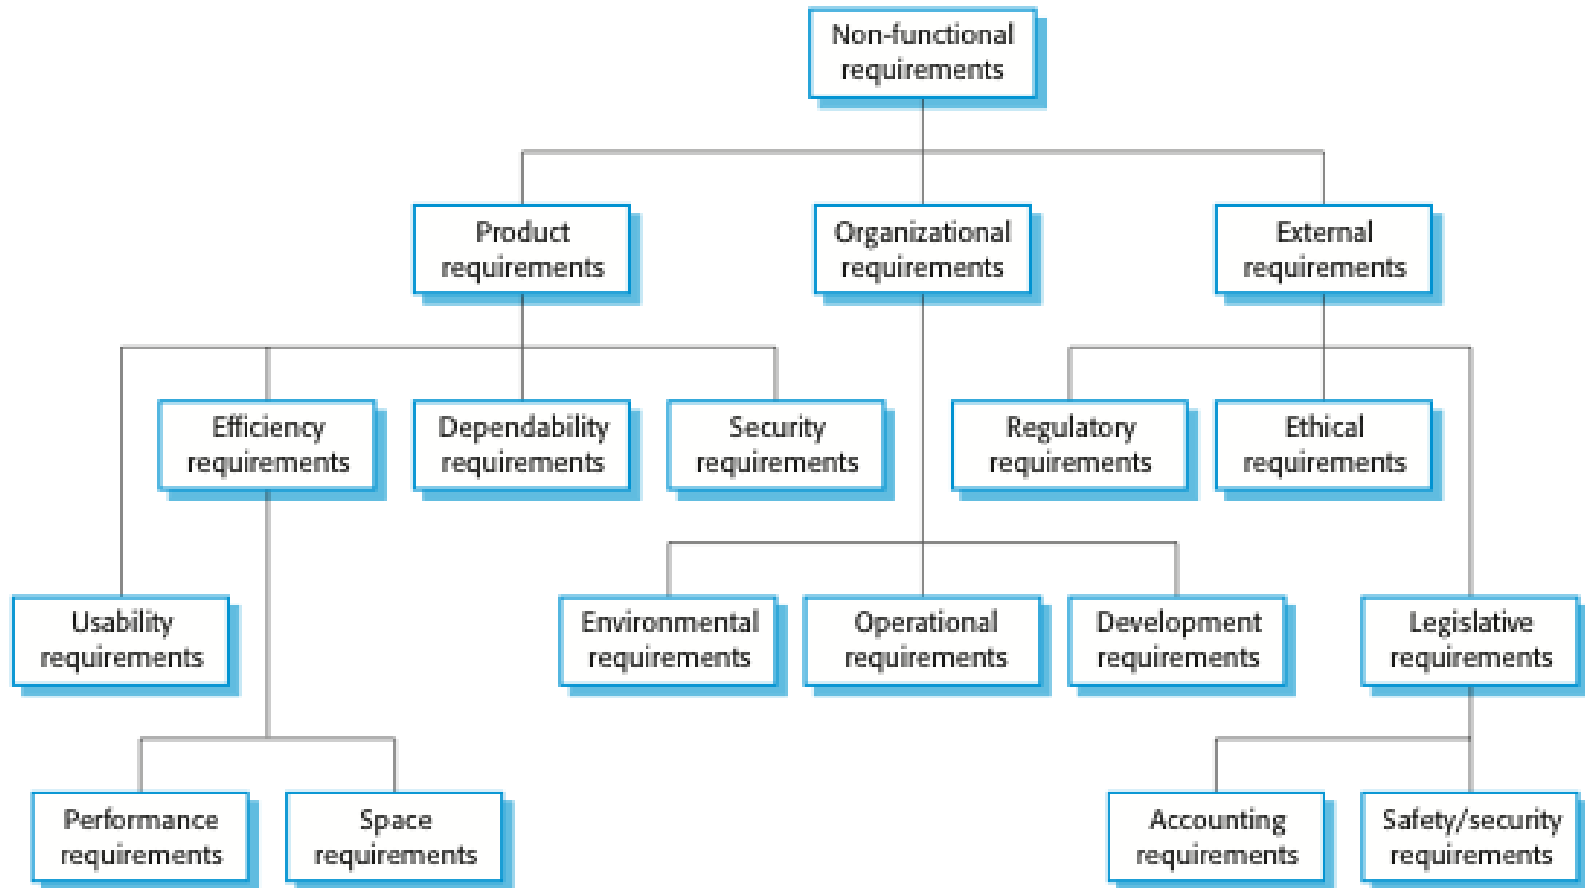 Non-functional
requirements
Product
requirements
Organizational
requirements
External
requirements
Efficiency
requirements
Dependability
requirements
Security
requirements
Regulatory
requirements
Ethical
requirements
Usability
requirements
Environmental
requirements
Operational
requirements
Development
requirements
Legislative
requirements
Performance
requirements
Space
requirements
Accounting
requirements
Safety/security
requirements